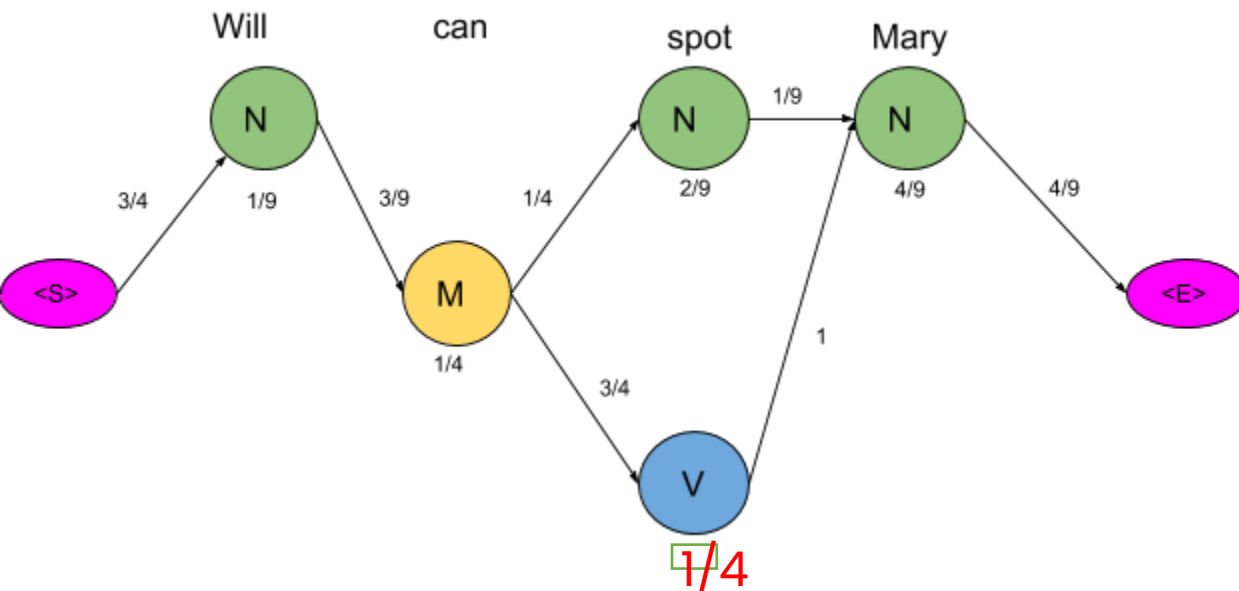 Will can spot Mary
N N N
1/9
3/4 1/9 3/9 1/4 2/9 4/9 4/9
<S> M <E>
1/4
3/4 1
V
1/4